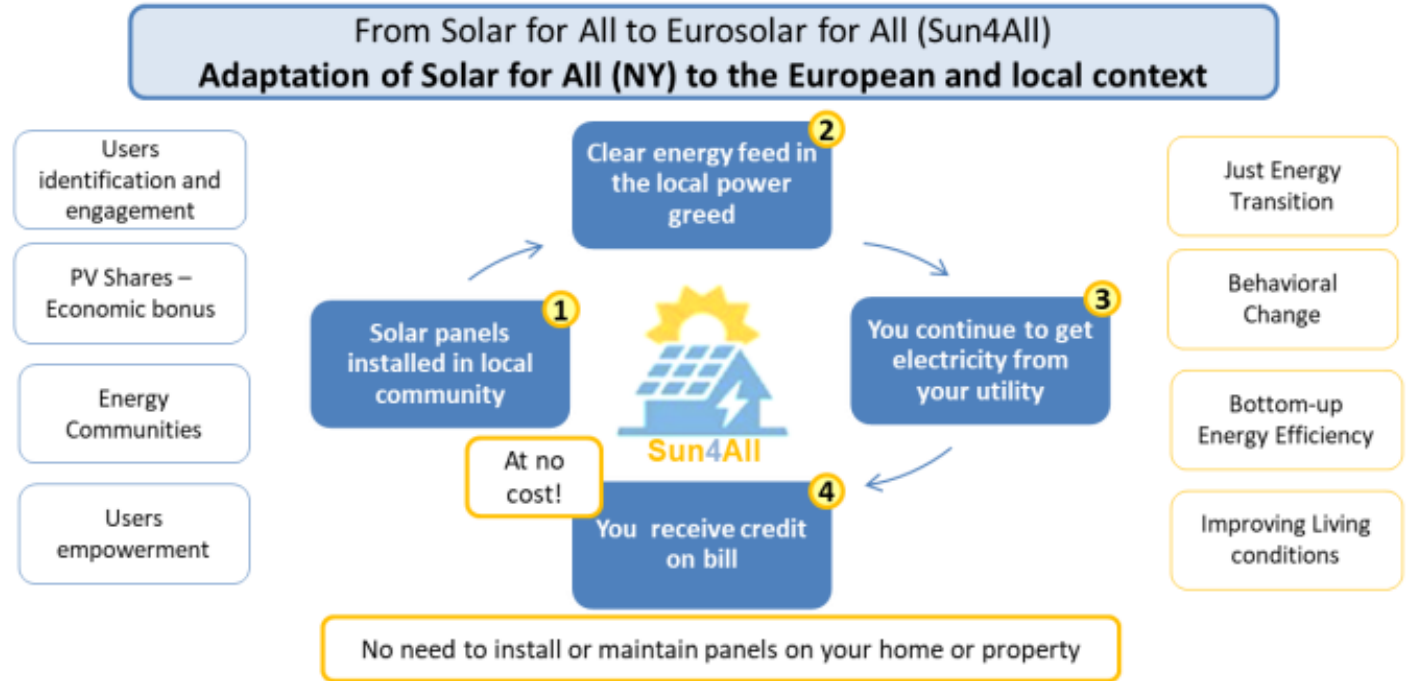 From Solar for All to Eurosolar for All (Sun4All)
Adaptation of Solar for All (NY) to the European and local context
Users
identification and
engagement
PV Shares –
Economic bonus
Energy
Communities
Users
empowerment
1
Solar panels
installed in local
community
2
Clear energy feed in
the local power
greed
3
You continue to get
electricity from
your utility
Sun4All
At no
cost!
4
You receive credit
on bill
No need to install or maintain panels on your home or property
Just Energy
Transition
Behavioral
Change
Bottom-up
Energy Efficiency
Improving Living
conditions